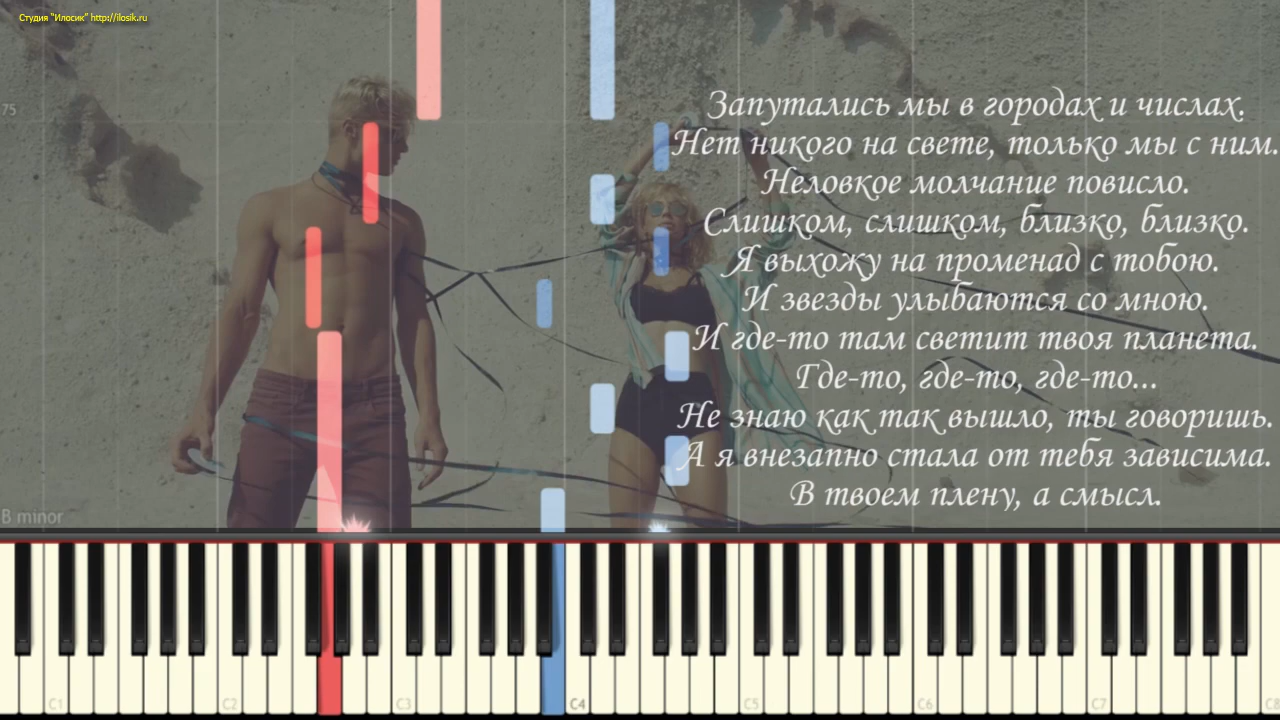 Студия "Илосик" http://ilosik.ru
75
Запутались мы в городах и числах.
Нет никого на свете, только мы с ним.
Неловкое молчание повисло.
Слишком, слишком, близко, близко.
Я выхожу на променад с тобою.
И звезды улыбаются со мною.
И где-то там светит твоя планета.
Где-то, где-то, где-то...
Не знаю как так вышло, ты говоришь.
А я внезапно стала от тебя зависима.
В твоем плену, а смысл.
B minor
C1 C2 C3 C4 C5 C6 C7 C8